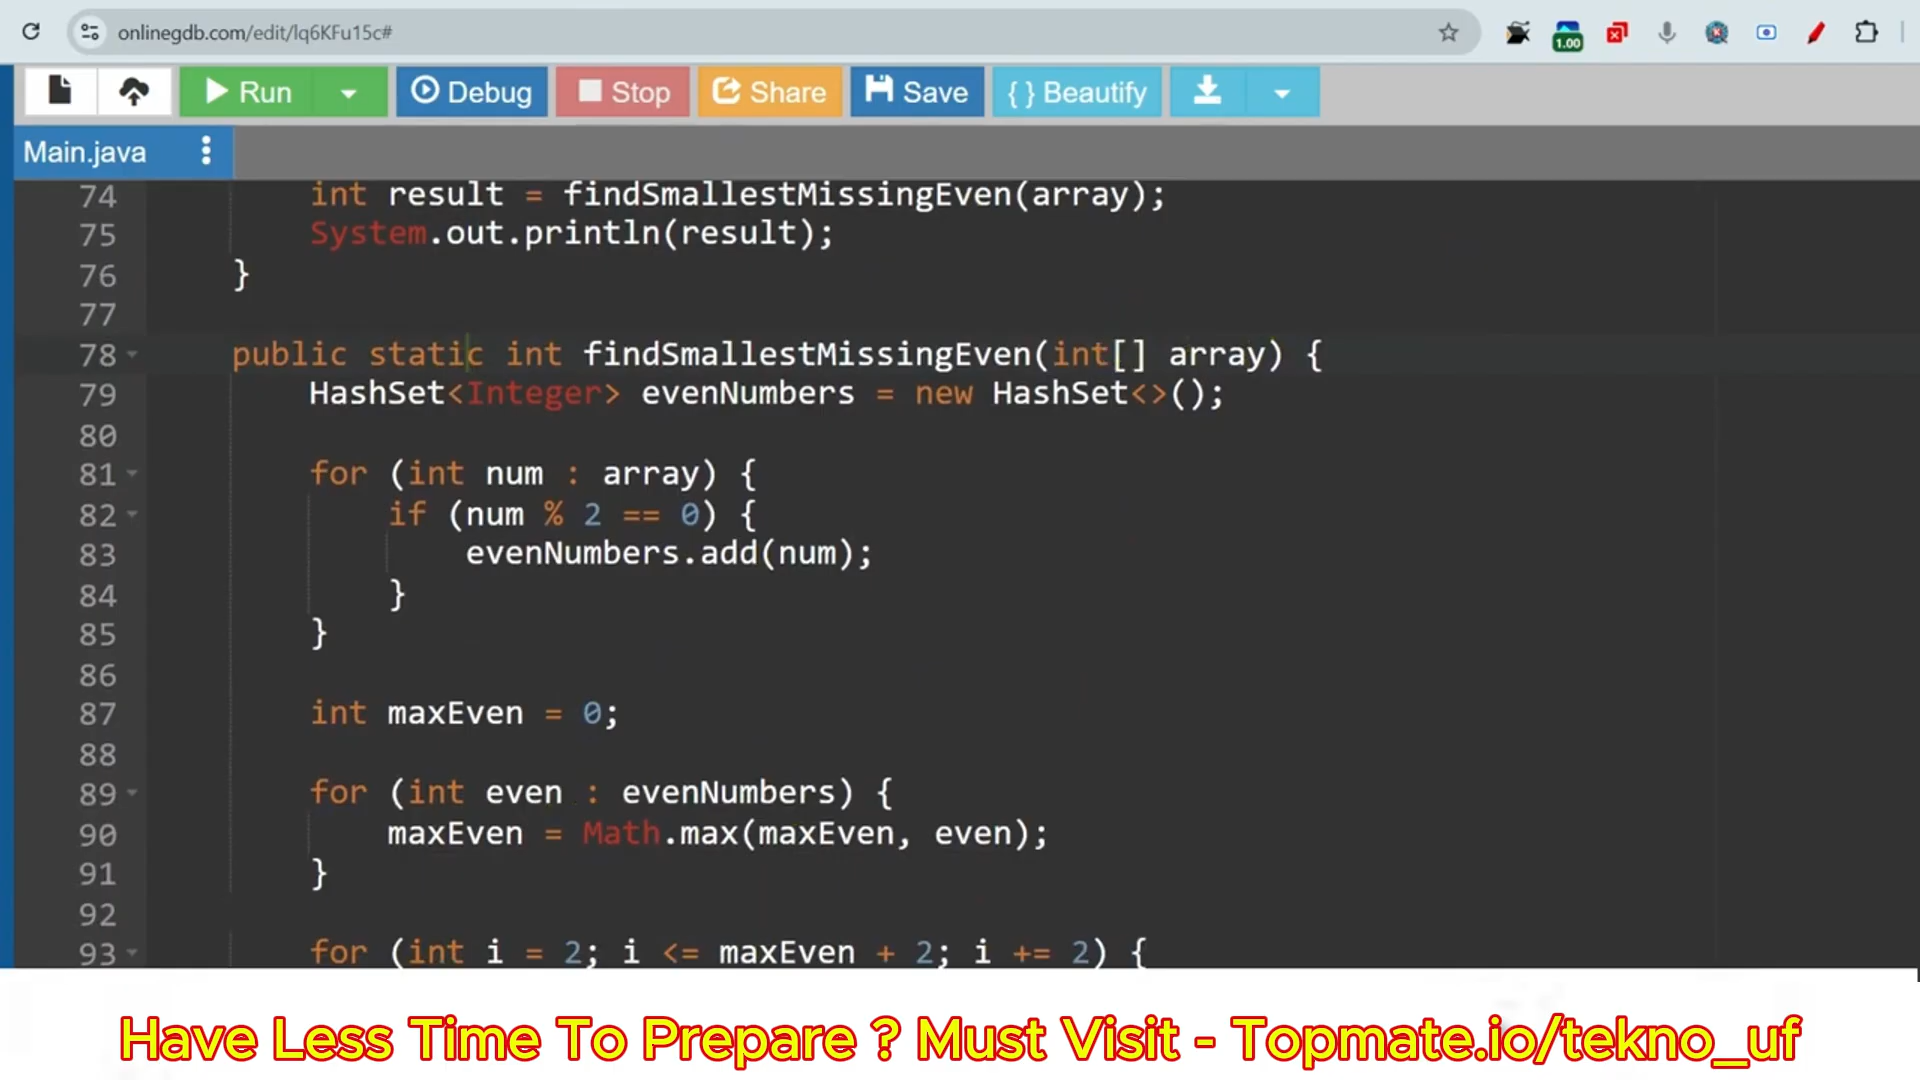 onlinegdb.com/edit/lq6KFu15c#
1.00
Run Debug Stop Share Save { } Beautify
Main.java
74 int result = findSmallestMissingEven(array);
75 System.out.println(result);
76 }
77
78 public static int findSmallestMissingEven(int[] array) {
79 HashSet<Integer> evenNumbers = new HashSet<>();
80
81 for (int num : array) {
82 if (num % 2 == 0) {
83 evenNumbers.add(num);
84 }
85 }
86
87 int maxEven = 0;
88
89 for (int even : evenNumbers) {
90 maxEven = Math.max(maxEven, even);
91 }
92
93 for (int i = 2; i <= maxEven + 2; i += 2) {
Have Less Time To Prepare ? Must Visit - Topmate.io/tekno_uf